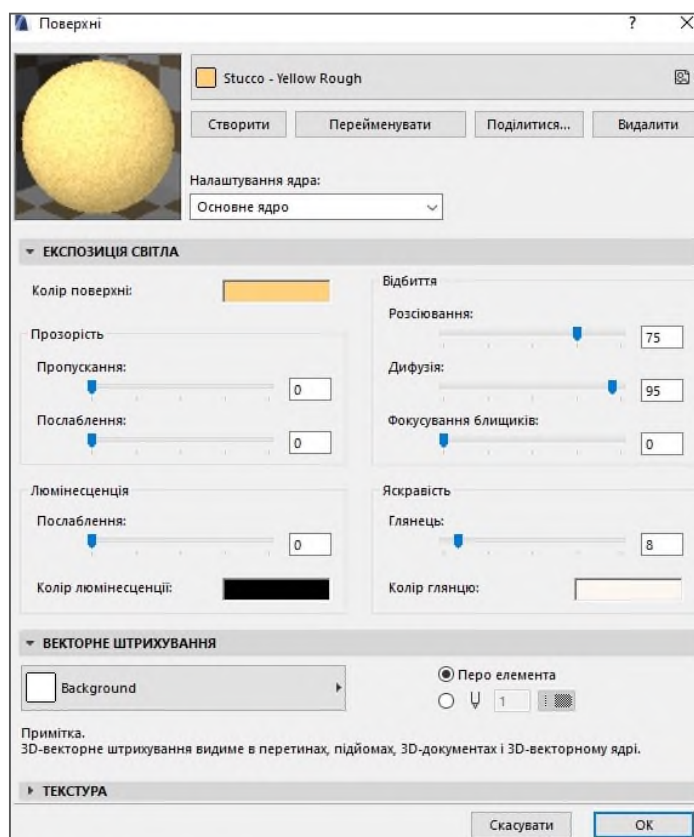 Поверхні
? ×
Stucco - Yellow Rough
Створити Перейменувати Поділитися... Видалити
Налаштування ядра:
Основне ядро
ЕКСПОЗИЦІЯ СВІТЛА
Колір поверхні:
Прозорість
Пропускання:
0
Послаблення:
0
Відбиття
Розсіювання:
75
Дифузія:
95
Фокусування блищиків:
0
Люмінесценція
Послаблення:
0
Колір люмінесценції:
Яскравість
Глянець:
8
Колір глянцю:
ВЕКТОРНЕ ШТРИХУВАННЯ
Background
Перо елемента
1
Примітка.
3D-векторне штрихування видиме в перетинах, підйомах, 3D-документах і 3D-векторному ядрі.
ТЕКСТУРА
Скасувати OK